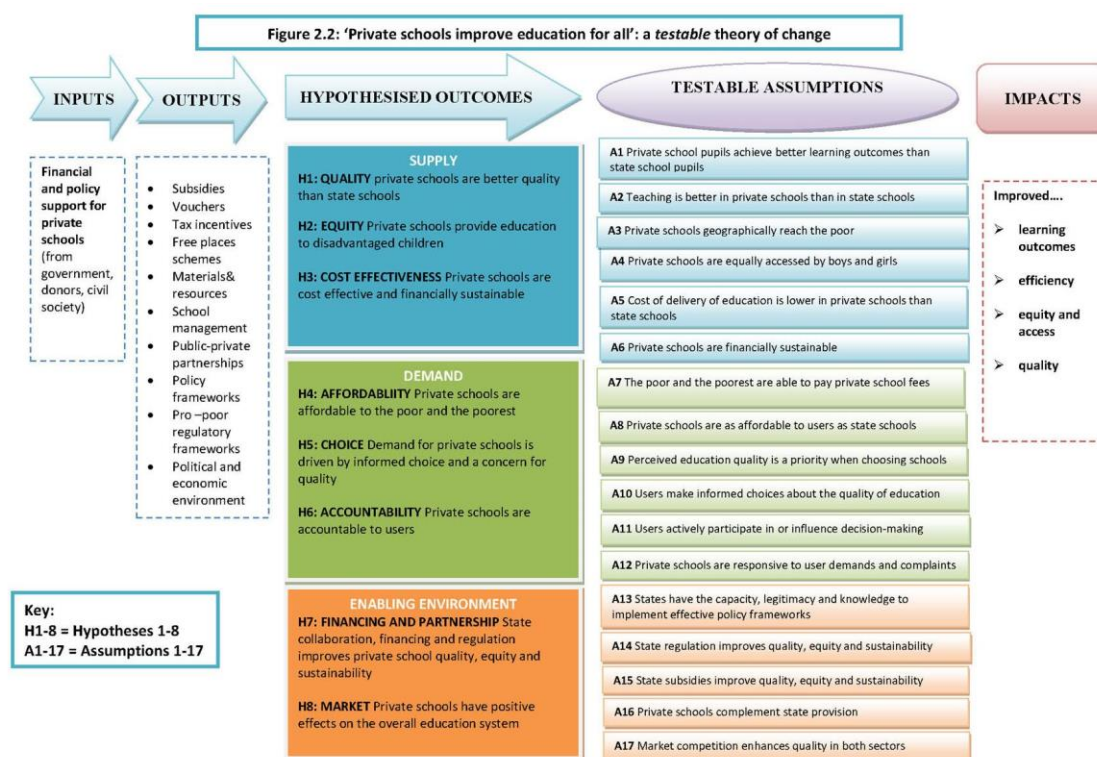 Figure 2.2: ‘Private schools improve education for all’: a testable theory of change
INPUTS
OUTPUTS
HYPOTHESISED OUTCOMES
TESTABLE ASSUMPTIONS
IMPACTS
Financial
and policy
support for
private
schools
(from
government,
donors, civil
society)
• Subsidies
• Vouchers
• Tax incentives
• Free places
schemes
• Materials&
resources
• School
management
• Public-private
partnerships
• Policy
frameworks
• Pro –poor
regulatory
frameworks
• Political and
economic
environment
SUPPLY
H1: QUALITY private schools are better quality
than state schools
H2: EQUITY Private schools provide education
to disadvantaged children
H3: COST EFFECTIVENESS Private schools are
cost effective and financially sustainable
DEMAND
H4: AFFORDABLIITY Private schools are
affordable to the poor and the poorest
H5: CHOICE Demand for private schools is
driven by informed choice and a concern for
quality
H6: ACCOUNTABILITY Private schools are
accountable to users
ENABLING ENVIRONMENT
H7: FINANCING AND PARTNERSHIP State
collaboration, financing and regulation
improves private school quality, equity and
sustainability
H8: MARKET Private schools have positive
effects on the overall education system
A1 Private school pupils achieve better learning outcomes than
state school pupils
A2 Teaching is better in private schools than in state schools
A3 Private schools geographically reach the poor
A4 Private schools are equally accessed by boys and girls
A5 Cost of delivery of education is lower in private schools than
state schools
A6 Private schools are financially sustainable
A7 The poor and the poorest are able to pay private school fees
A8 Private schools are as affordable to users as state schools
A9 Perceived education quality is a priority when choosing schools
A10 Users make informed choices about the quality of education
A11 Users actively participate in or influence decision-making
A12 Private schools are responsive to user demands and complaints
A13 States have the capacity, legitimacy and knowledge to
implement effective policy frameworks
A14 State regulation improves quality, equity and sustainability
A15 State subsidies improve quality, equity and sustainability
A16 Private schools complement state provision
A17 Market competition enhances quality in both sectors
Improved....
➢ learning
outcomes
➢ efficiency
➢ equity and
access
➢ quality
Key:
H1-8 = Hypotheses 1-8
A1-17 = Assumptions 1-17